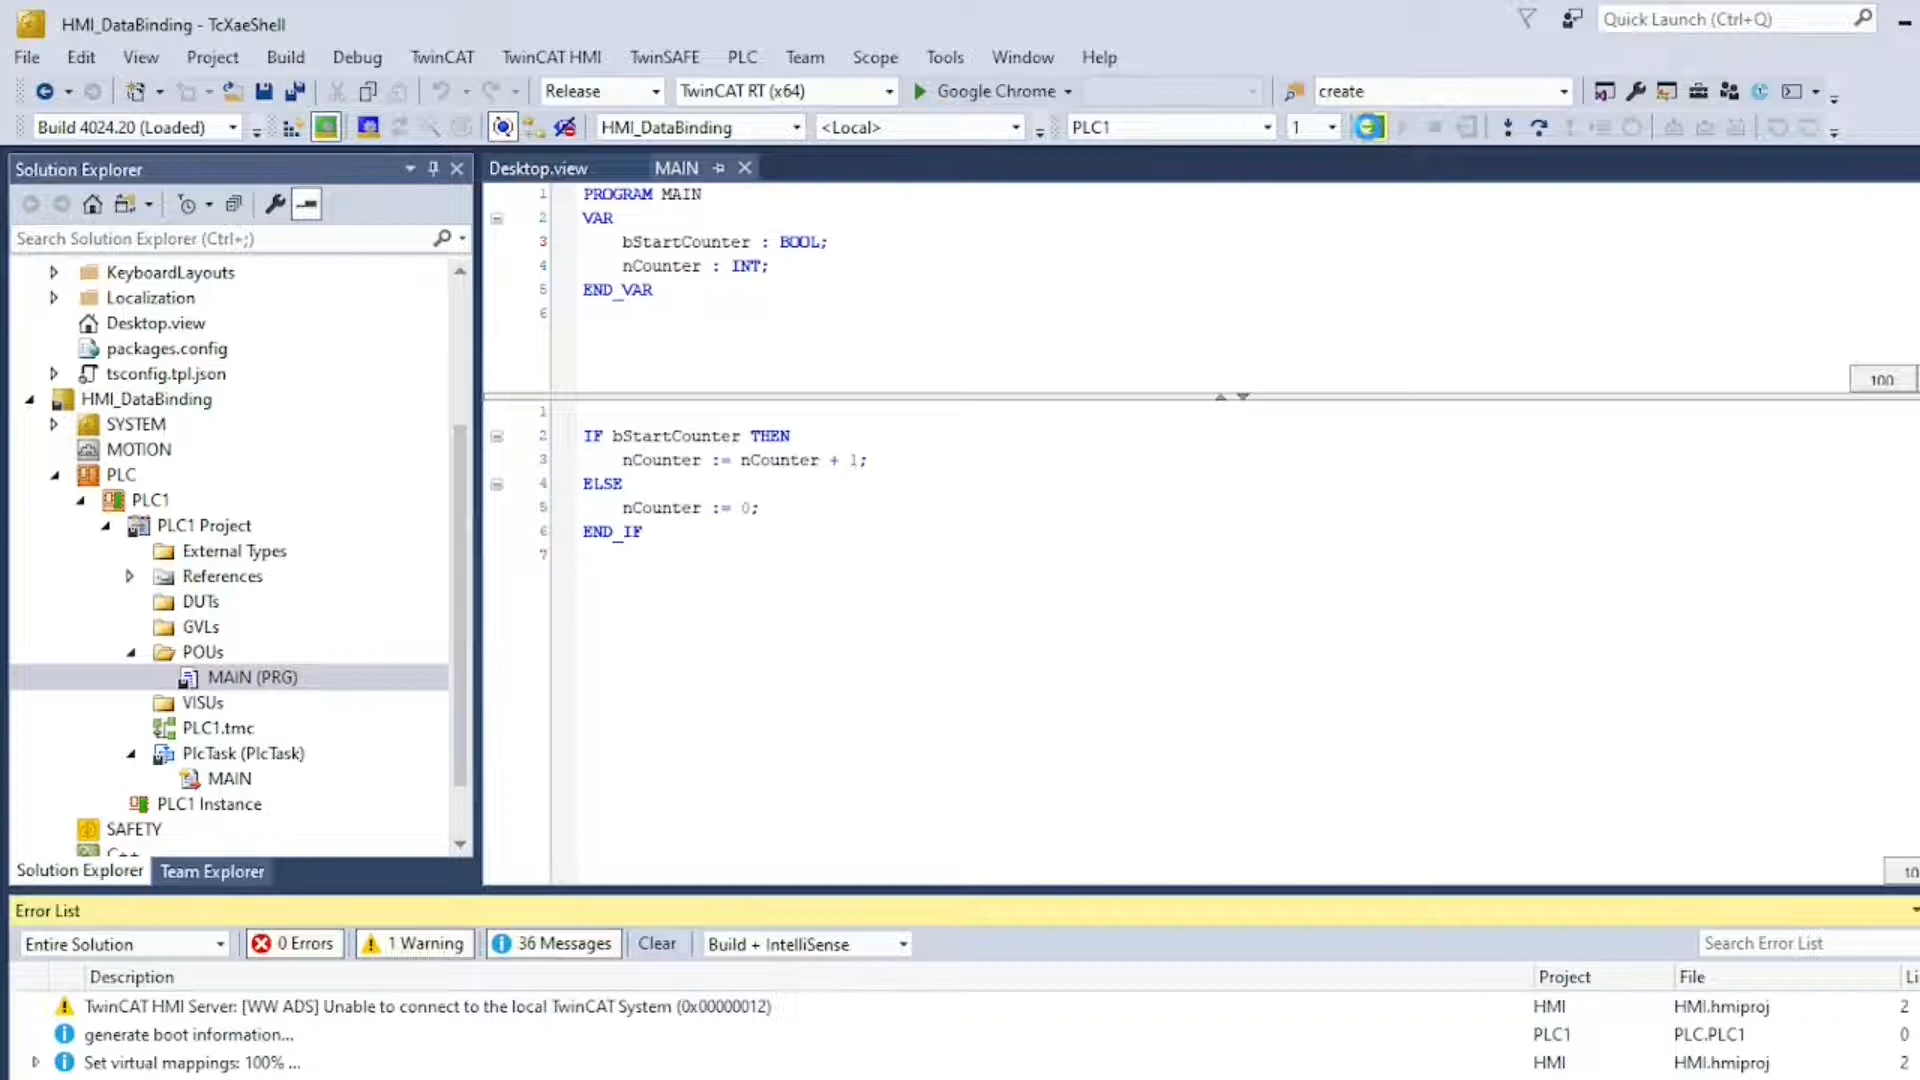 HMI_DataBinding - TcXaeShell
Quick Launch (Ctrl+Q)
File Edit View Project Build Debug TwinCAT TwinCAT HMI TwinSAFE PLC Team Scope Tools Window Help
Release TwinCAT RT (x64) Google Chrome create
Build 4024.20 (Loaded) HMI_DataBinding <Local> PLC1 1
Solution Explorer
Search Solution Explorer (Ctrl+;)
KeyboardLayouts
Localization
Desktop.view
packages.config
tsconfig.tpl.json
HMI_DataBinding
SYSTEM
MOTION
PLC
PLC1
PLC1 Project
External Types
References
DUTs
GVLs
POUs
MAIN (PRG)
VISUs
PLC1.tmc
PlcTask (PlcTask)
MAIN
PLC1 Instance
SAFETY
C++
Solution Explorer Team Explorer
Desktop.view MAIN
1 PROGRAM MAIN
2 VAR
3 bStartCounter : BOOL;
4 nCounter : INT;
5 END_VAR
6
100
1
2 IF bStartCounter THEN
3 nCounter := nCounter + 1;
4 ELSE
5 nCounter := 0;
6 END_IF
7
10
Error List
Entire Solution 0 Errors 1 Warning 36 Messages Clear Build + IntelliSense Search Error List
Description Project File Li
TwinCAT HMI Server: [WW ADS] Unable to connect to the local TwinCAT System (0x00000012) HMI HMI.hmiproj 2
generate boot information... PLC1 PLC.PLC1 0
Set virtual mappings: 100% ... HMI HMI.hmiproj 2